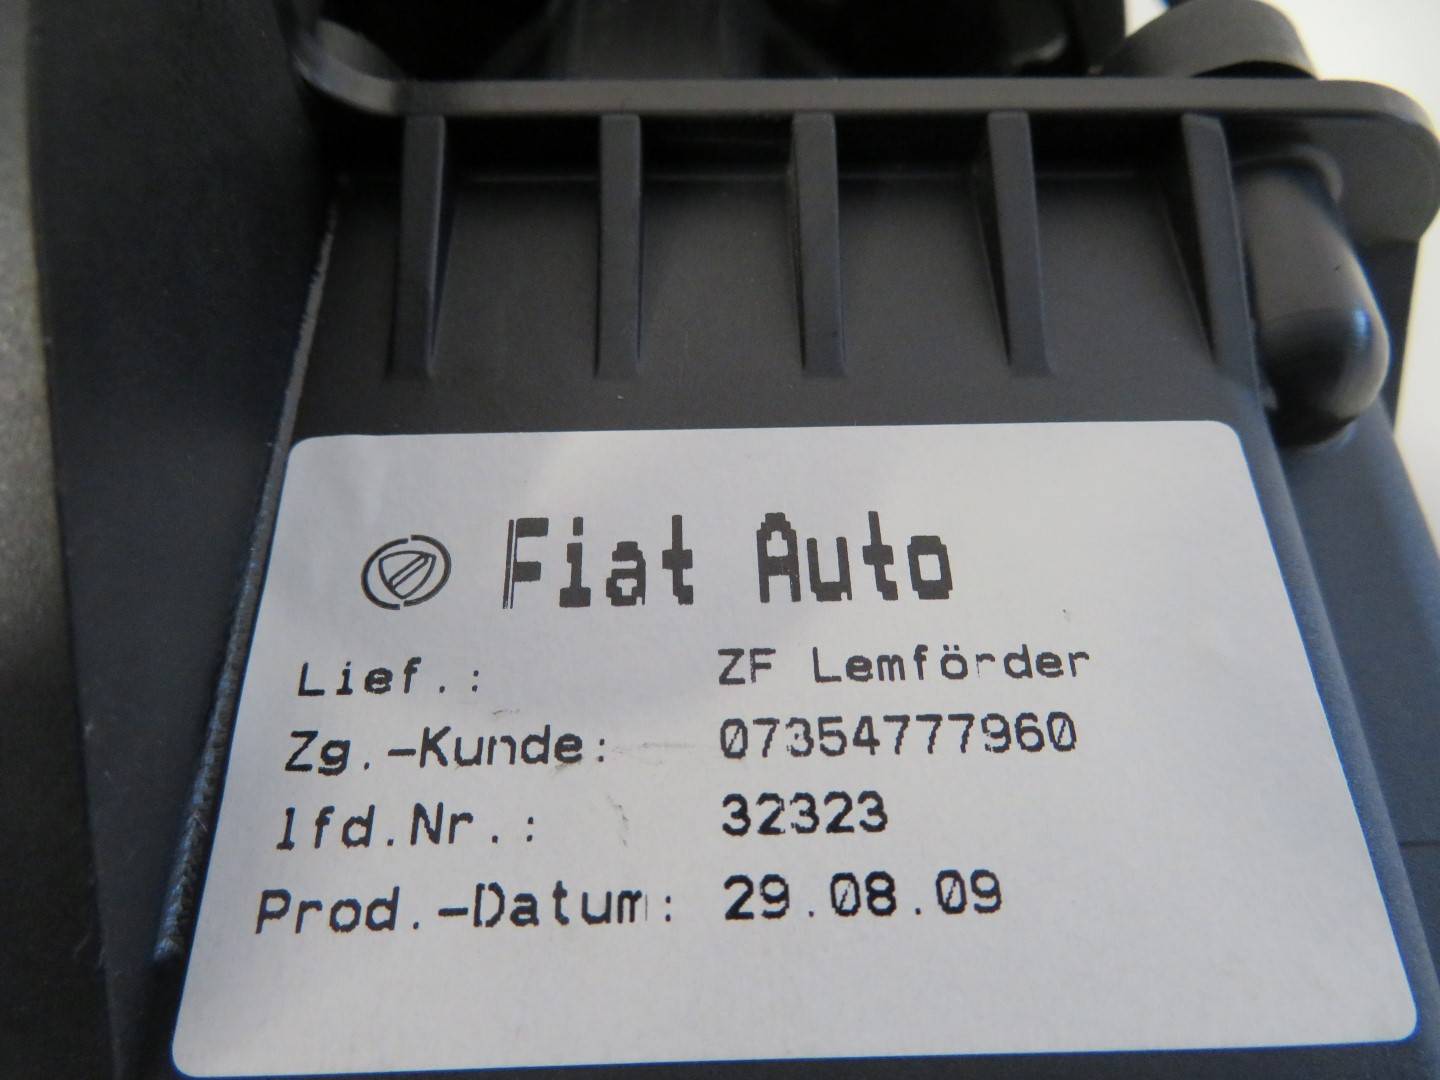 Fiat Auto
Lief.: ZF Lemförder
Zg.-Kunde: 07354777960
lfd.Nr.: 32323
Prod.-Datum: 29.08.09